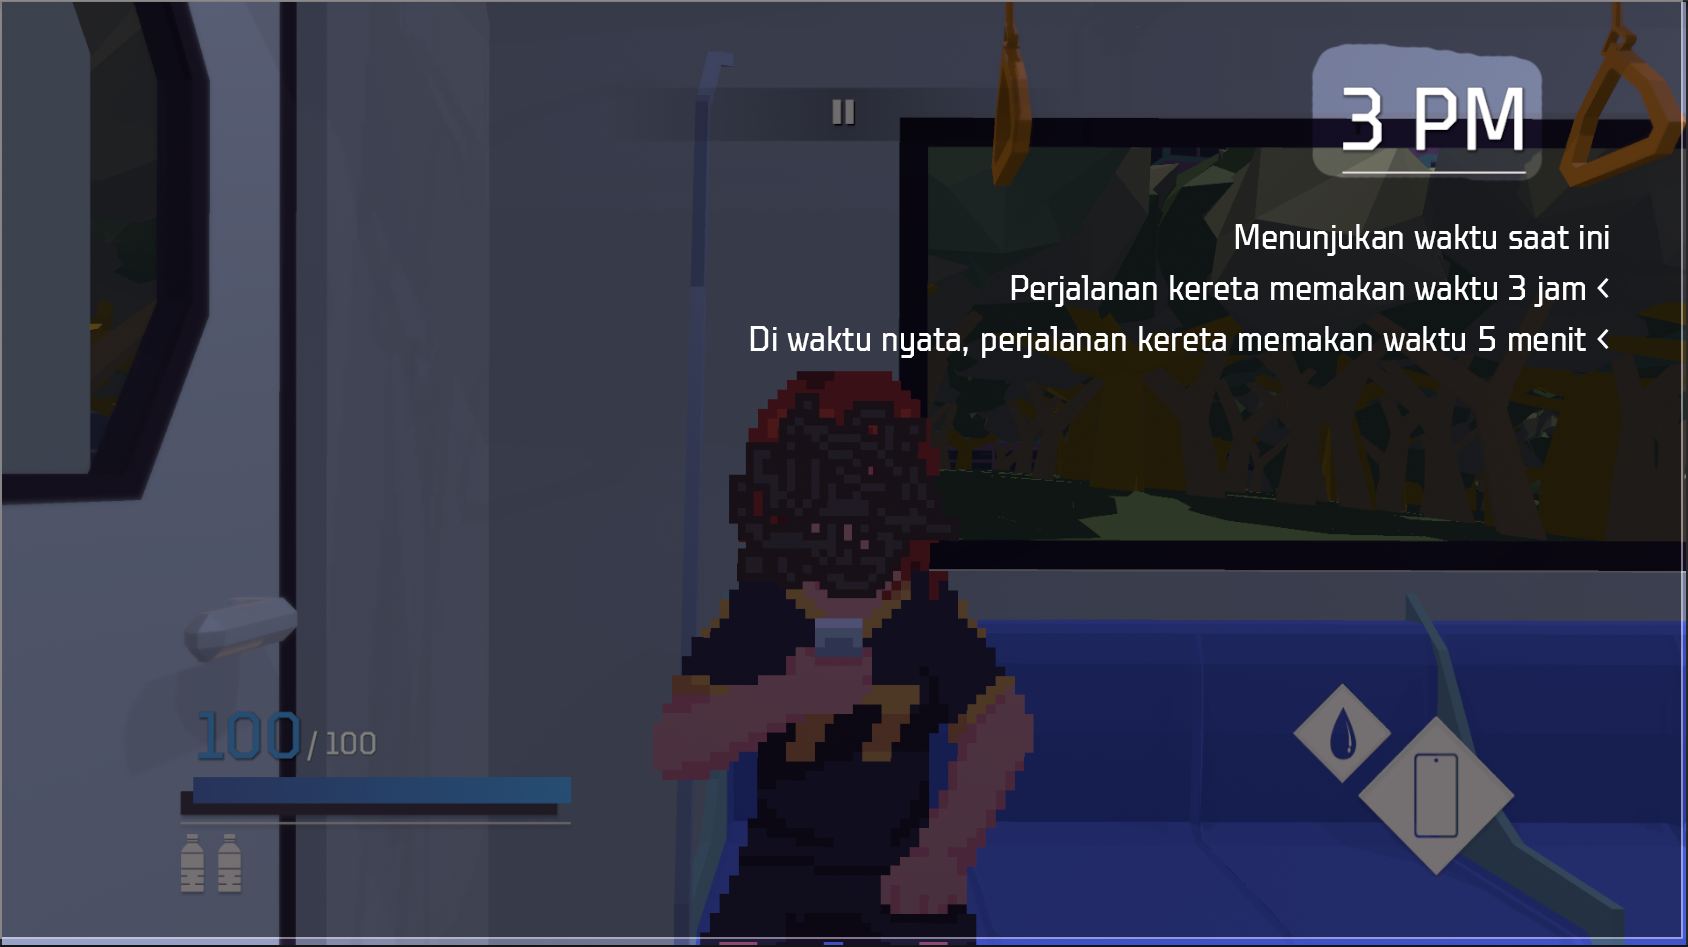 3 PM
Menunjukan waktu saat ini
Perjalanan kereta memakan waktu 3 jam <
Di waktu nyata, perjalanan kereta memakan waktu 5 menit <
100 / 100